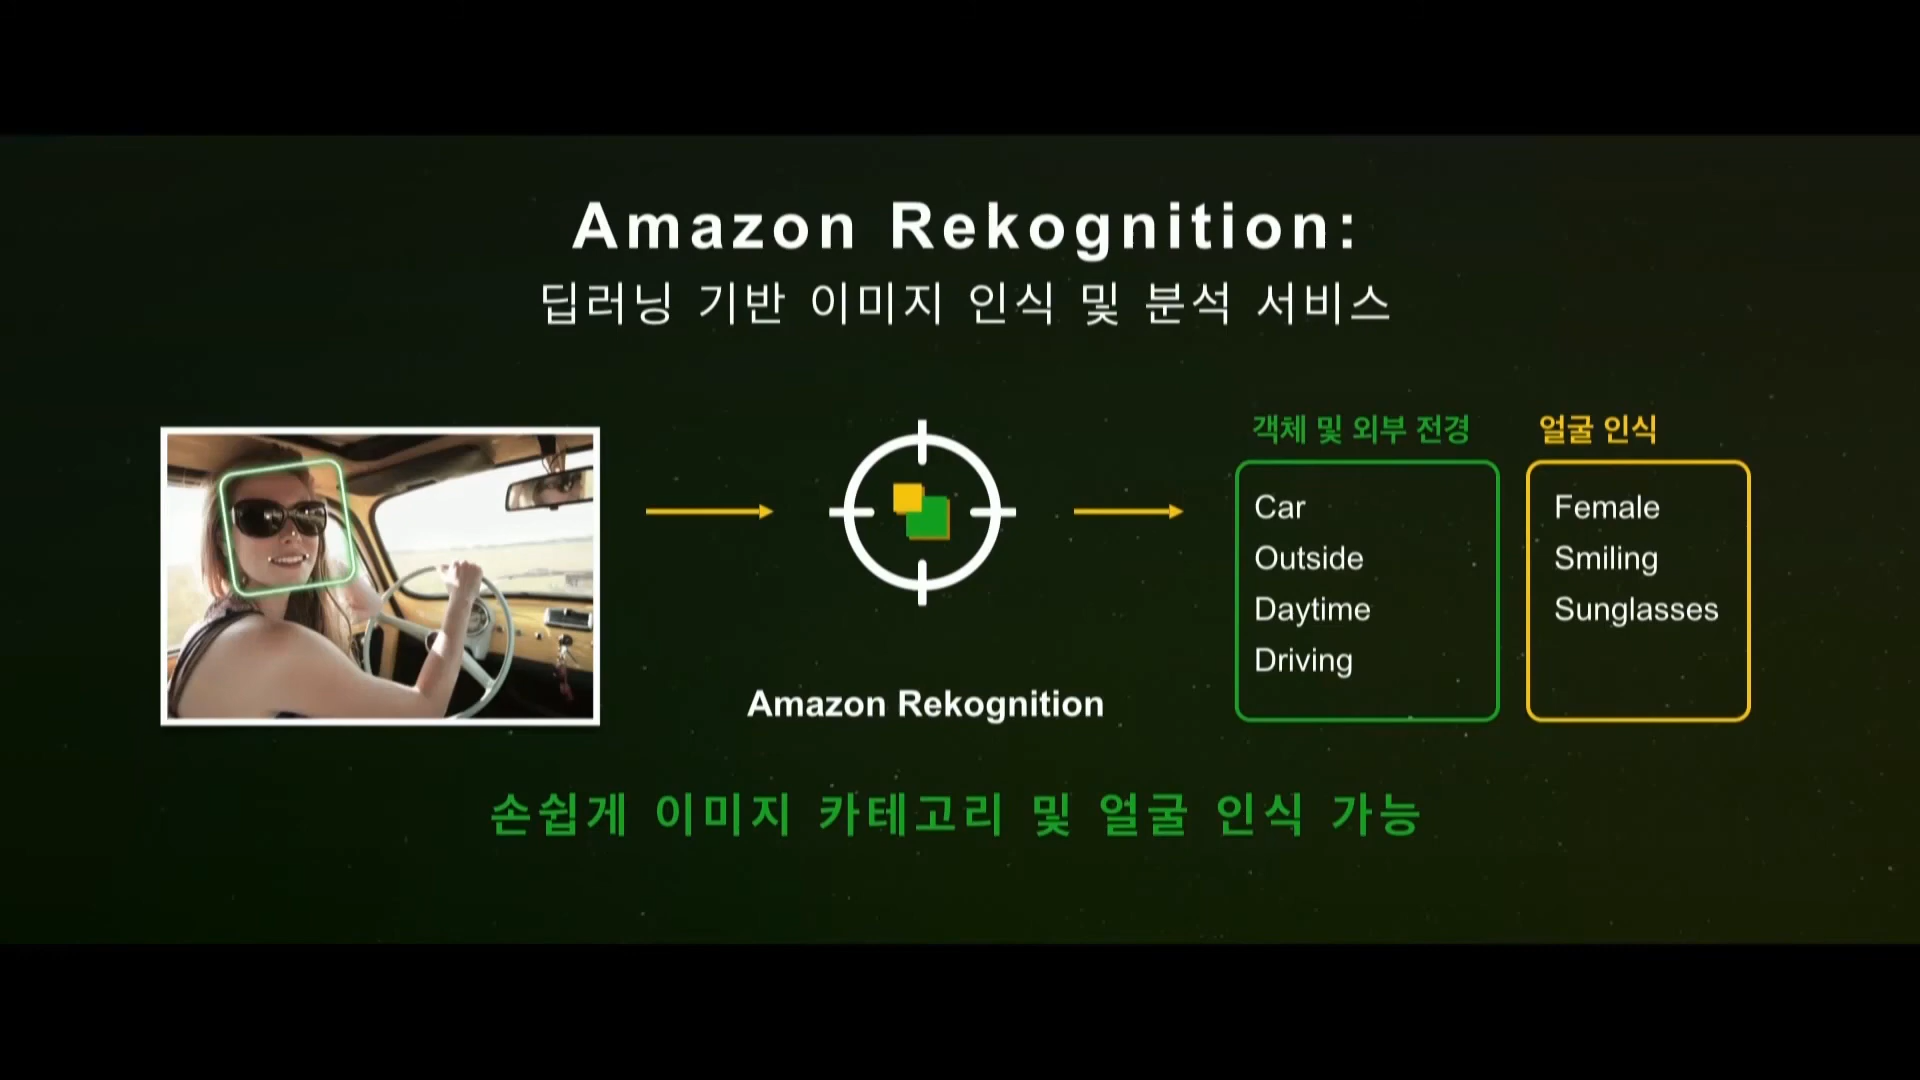 Amazon Rekognition:
딥러닝 기반 이미지 인식 및 분석 서비스
객체 및 외부 전경
Car
Outside
Daytime
Driving
얼굴 인식
Female
Smiling
Sunglasses
Amazon Rekognition
손쉽게 이미지 카테고리 및 얼굴 인식 가능